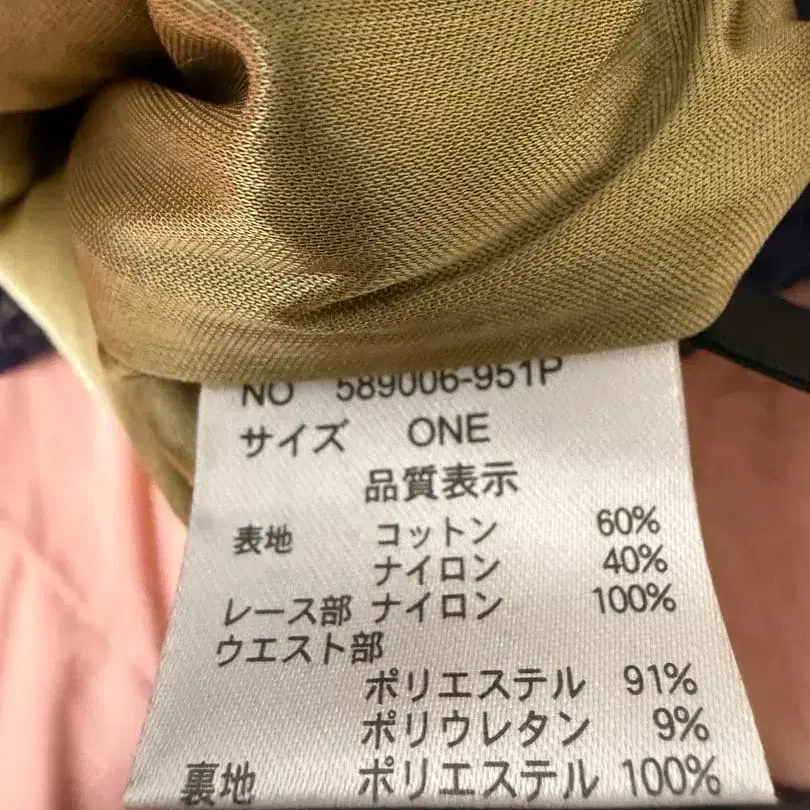 NO 589006-951P
サイズ ONE
品質表示
表地 コットン 60%
ナイロン 40%
レース部 ナイロン 100%
ウエスト部
ポリエステル 91%
ポリウレタン 9%
裏地 ポリエステル 100%